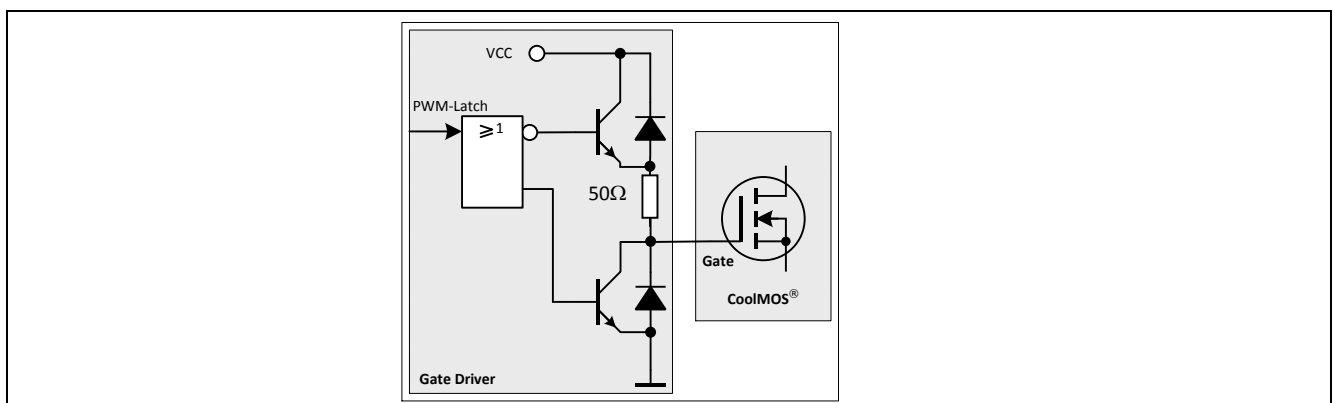 VCC
PWM-Latch
⩾1
50Ω
Gate
CoolMOS®
Gate Driver